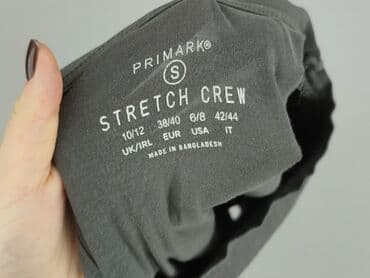 PRIMARK®
S
STRETCH CREW
10/12 38/40 6/8 42/44
UK/IRL EUR USA IT
MADE IN BANGLADESH